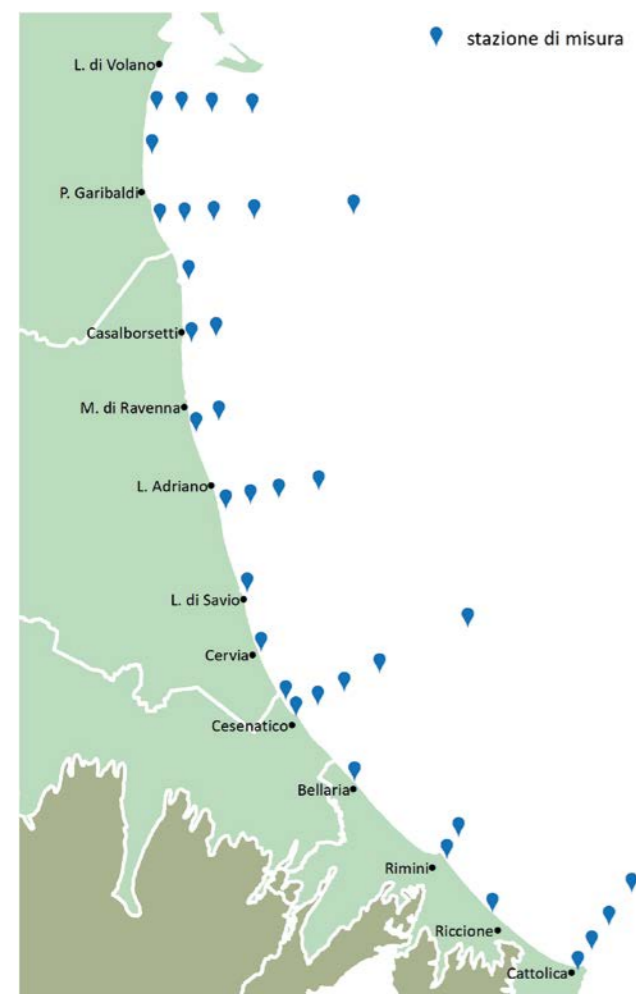 stazione di misura
L. di Volano
P. Garibaldi
Casalborsetti
M. di Ravenna
L. Adriano
L. di Savio
Cervia
Cesenatico
Bellaria
Rimini
Riccione
Cattolica